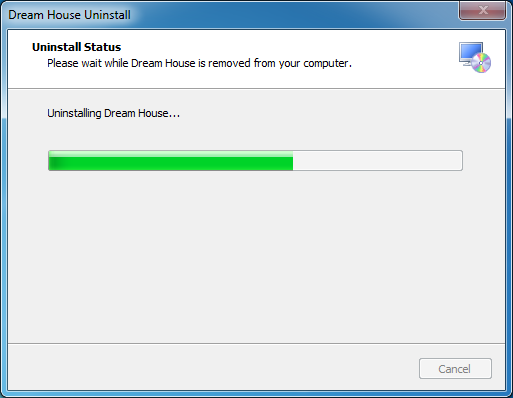 Dream House Uninstall
Uninstall Status
Please wait while Dream House is removed from your computer.
Uninstalling Dream House...
Cancel